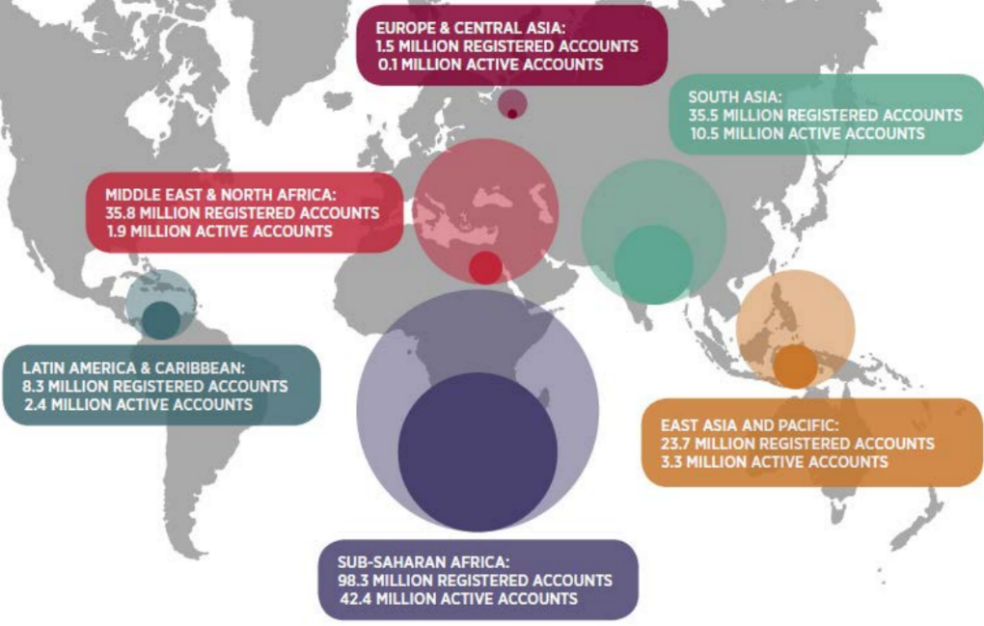 EUROPE & CENTRAL ASIA:
1.5 MILLION REGISTERED ACCOUNTS
0.1 MILLION ACTIVE ACCOUNTS
SOUTH ASIA:
35.5 MILLION REGISTERED ACCOUNTS
10.5 MILLION ACTIVE ACCOUNTS
MIDDLE EAST & NORTH AFRICA:
35.8 MILLION REGISTERED ACCOUNTS
1.9 MILLION ACTIVE ACCOUNTS
LATIN AMERICA & CARIBBEAN:
8.3 MILLION REGISTERED ACCOUNTS
2.4 MILLION ACTIVE ACCOUNTS
EAST ASIA AND PACIFIC:
23.7 MILLION REGISTERED ACCOUNTS
3.3 MILLION ACTIVE ACCOUNTS
SUB-SAHARAN AFRICA:
98.3 MILLION REGISTERED ACCOUNTS
42.4 MILLION ACTIVE ACCOUNTS